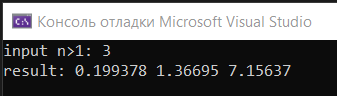 Консоль отладки Microsoft Visual Studio
input n>1: 3
result: 0.199378 1.36695 7.15637